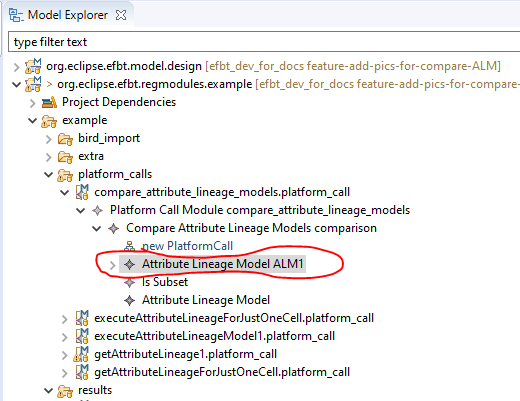 Model Explorer
type filter text
org.eclipse.efbt.model.design [efbt_dev_for_docs feature-add-pics-for-compare-ALM]
> org.eclipse.efbt.regmodules.example [efbt_dev_for_docs feature-add-pics-for-compare-
Project Dependencies
example
bird_import
extra
platform_calls
compare_attribute_lineage_models.platform_call
Platform Call Module compare_attribute_lineage_models
Compare Attribute Lineage Models comparison
new PlatformCall
Attribute Lineage Model ALM1
Is Subset
Attribute Lineage Model
executeAttributeLineageForJustOneCell.platform_call
executeAttributeLineageModel1.platform_call
getAttributeLineage1.platform_call
getAttributeLineageForJustOneCell.platform_call
results